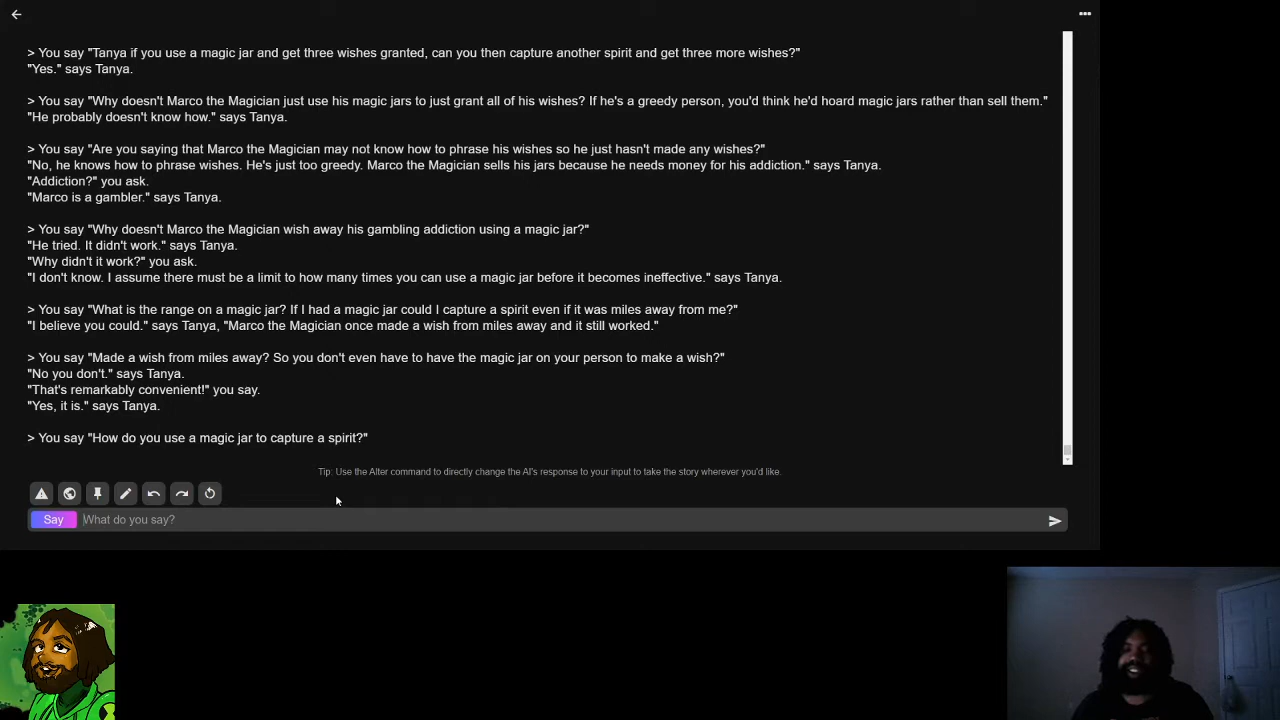 > You say "Tanya if you use a magic jar and get three wishes granted, can you then capture another spirit and get three more wishes?"
"Yes." says Tanya.
> You say "Why doesn't Marco the Magician just use his magic jars to just grant all of his wishes? If he's a greedy person, you'd think he'd hoard magic jars rather than sell them."
"He probably doesn't know how." says Tanya.
> You say "Are you saying that Marco the Magician may not know how to phrase his wishes so he just hasn't made any wishes?"
"No, he knows how to phrase wishes. He's just too greedy. Marco the Magician sells his jars because he needs money for his addiction." says Tanya.
"Addiction?" you ask.
"Marco is a gambler." says Tanya.
> You say "Why doesn't Marco the Magician wish away his gambling addiction using a magic jar?"
"He tried. It didn't work." says Tanya.
"Why didn't it work?" you ask.
"I don't know. I assume there must be a limit to how many times you can use a magic jar before it becomes ineffective." says Tanya.
> You say "What is the range on a magic jar? If I had a magic jar could I capture a spirit even if it was miles away from me?"
"I believe you could." says Tanya, "Marco the Magician once made a wish from miles away and it still worked."
> You say "Made a wish from miles away? So you don't even have to have the magic jar on your person to make a wish?"
"No you don't." says Tanya.
"That's remarkably convenient!" you say.
"Yes, it is." says Tanya.
> You say "How do you use a magic jar to capture a spirit?"
Tip: Use the Alter command to directly change the AI's response to your input to take the story wherever you'd like.
Say What do you say?